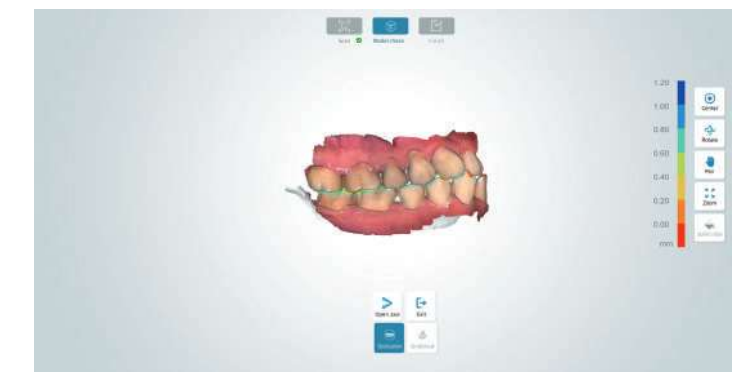 Scan
Model check
1.20
1.00
0.80
0.60
0.40
0.20
0.00
mm
Center
Rotate
Pan
Zoom
Open Jaw
Exit
Occlusion